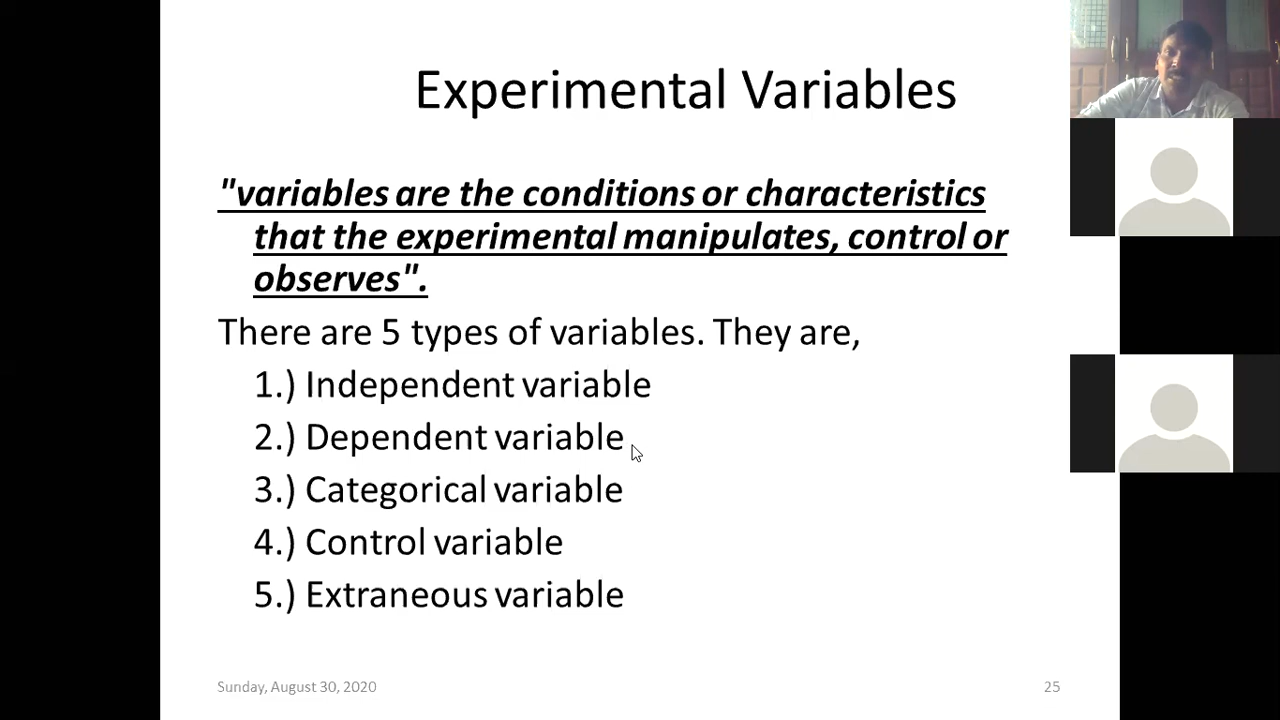 Experimental Variables
"variables are the conditions or characteristics
that the experimental manipulates, control or
observes".
There are 5 types of variables. They are,
1.) Independent variable
2.) Dependent variable
3.) Categorical variable
4.) Control variable
5.) Extraneous variable
Sunday, August 30, 2020
25